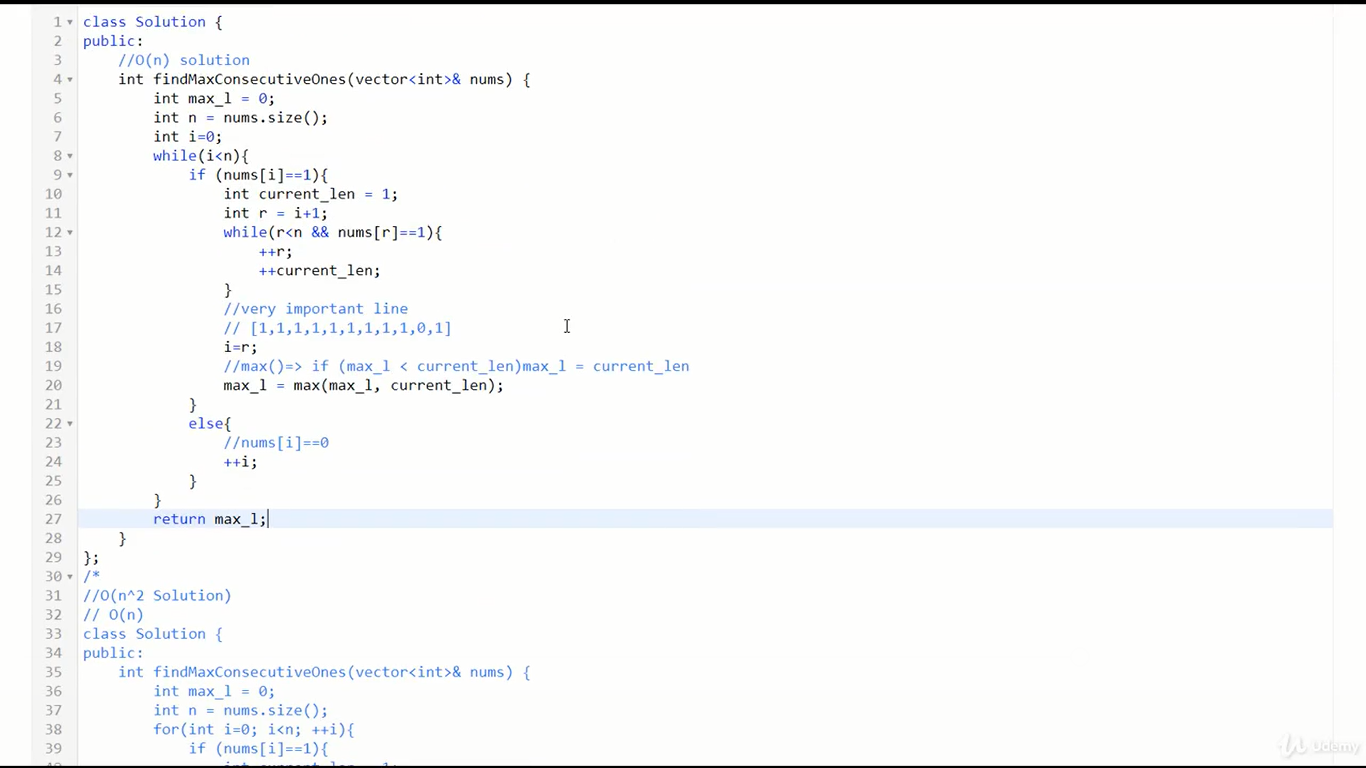 1 class Solution {
2 public:
3 //O(n) solution
4 int findMaxConsecutiveOnes(vector<int>& nums) {
5 int max_l = 0;
6 int n = nums.size();
7 int i=0;
8 while(i<n){
9 if (nums[i]==1){
10 int current_len = 1;
11 int r = i+1;
12 while(r<n && nums[r]==1){
13 ++r;
14 ++current_len;
15 }
16 //very important line
17 // [1,1,1,1,1,1,1,1,1,0,1]
18 i=r;
19 //max()=> if (max_l < current_len)max_l = current_len
20 max_l = max(max_l, current_len);
21 }
22 else{
23 //nums[i]==0
24 ++i;
25 }
26 }
27 return max_l;
28 }
29 };
30 /*
31 //O(n^2 Solution)
32 // O(n)
33 class Solution {
34 public:
35 int findMaxConsecutiveOnes(vector<int>& nums) {
36 int max_l = 0;
37 int n = nums.size();
38 for(int i=0; i<n; ++i){
39 if (nums[i]==1){
Udemy